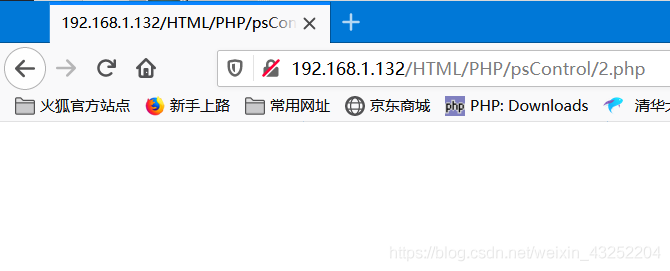 192.168.1.132/HTML/PHP/psCon
192.168.1.132/HTML/PHP/psControl/2.php
火狐官方站点 新手上路 常用网址 京东商城 php PHP: Downloads 清华大
https://blog.csdn.net/weixin_43252204